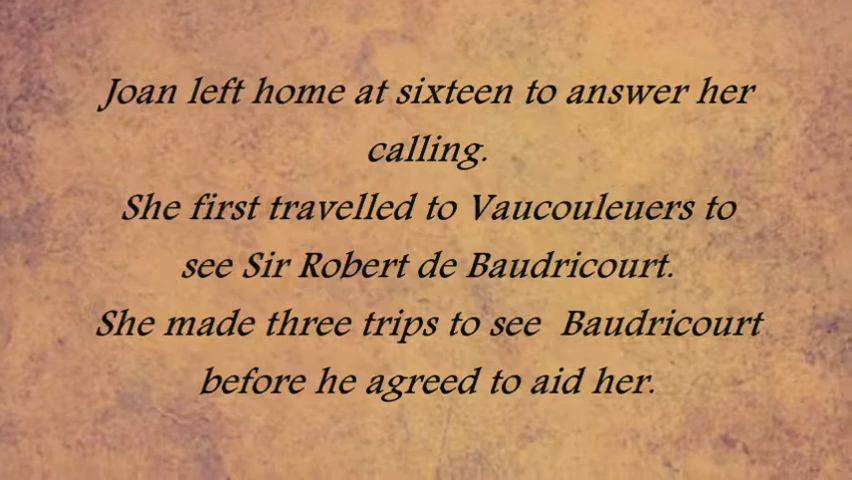 Joan left home at sixteen to answer her
calling.
She first travelled to Vaucouleuers to
see Sir Robert de Baudricourt.
She made three trips to see  Baudricourt
before he agreed to aid her.